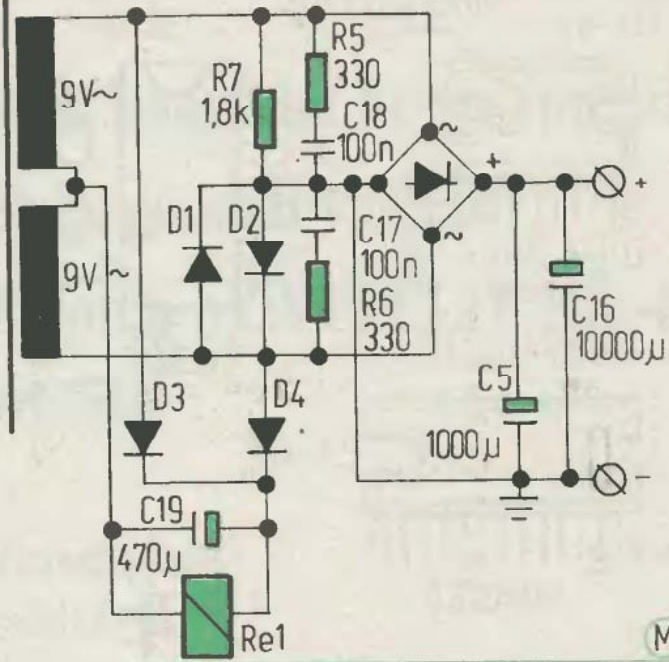 9V~
R7
1,8k
R5
330
C18
100n
~
+
+
D1
D2
C17
100n
~
9V~
R6
330
C16
10000µ
D3
D4
C5
1000µ
-
C19
470µ
Re1
M